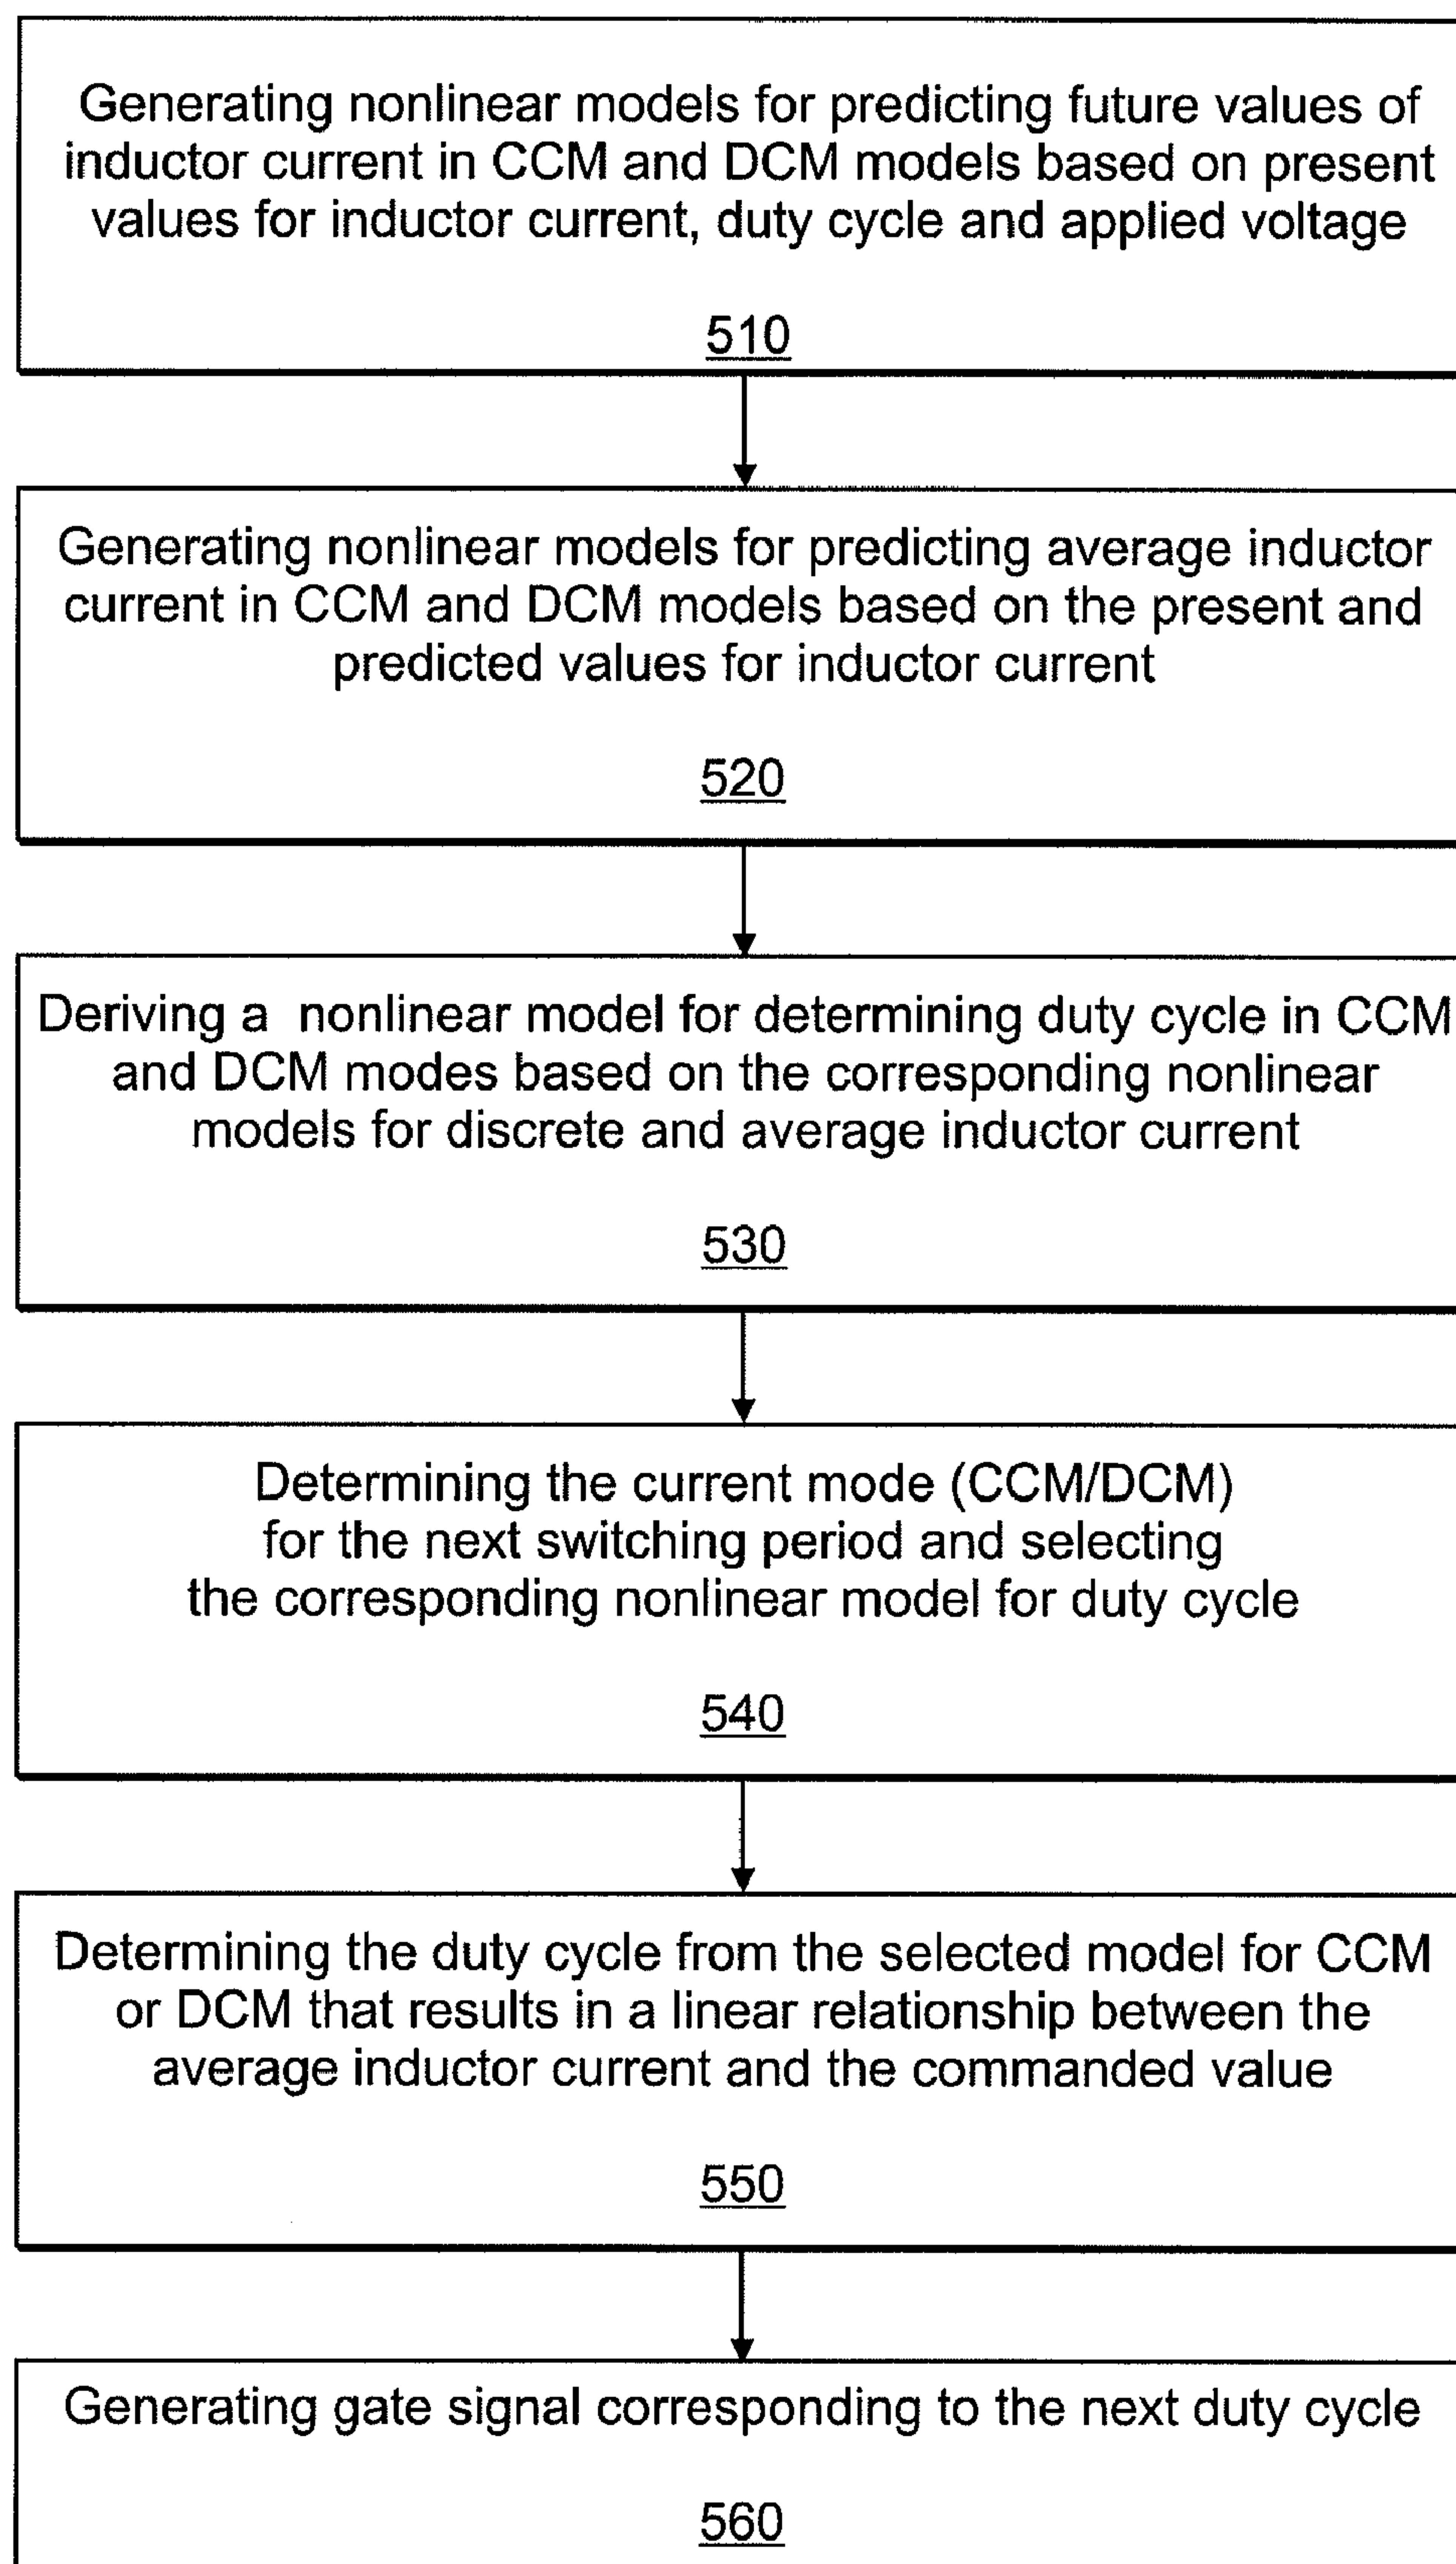 Generating nonlinear models for predicting future values of
inductor current in CCM and DCM models based on present
values for inductor current, duty cycle and applied voltage
510
Generating nonlinear models for predicting average inductor
current in CCM and DCM models based on the present and
predicted values for inductor current
520
Deriving a nonlinear model for determining duty cycle in CCM
and DCM modes based on the corresponding nonlinear
models for discrete and average inductor current
530
Determining the current mode (CCM/DCM)
for the next switching period and selecting
the corresponding nonlinear model for duty cycle
540
Determining the duty cycle from the selected model for CCM
or DCM that results in a linear relationship between the
average inductor current and the commanded value
550
Generating gate signal corresponding to the next duty cycle
560